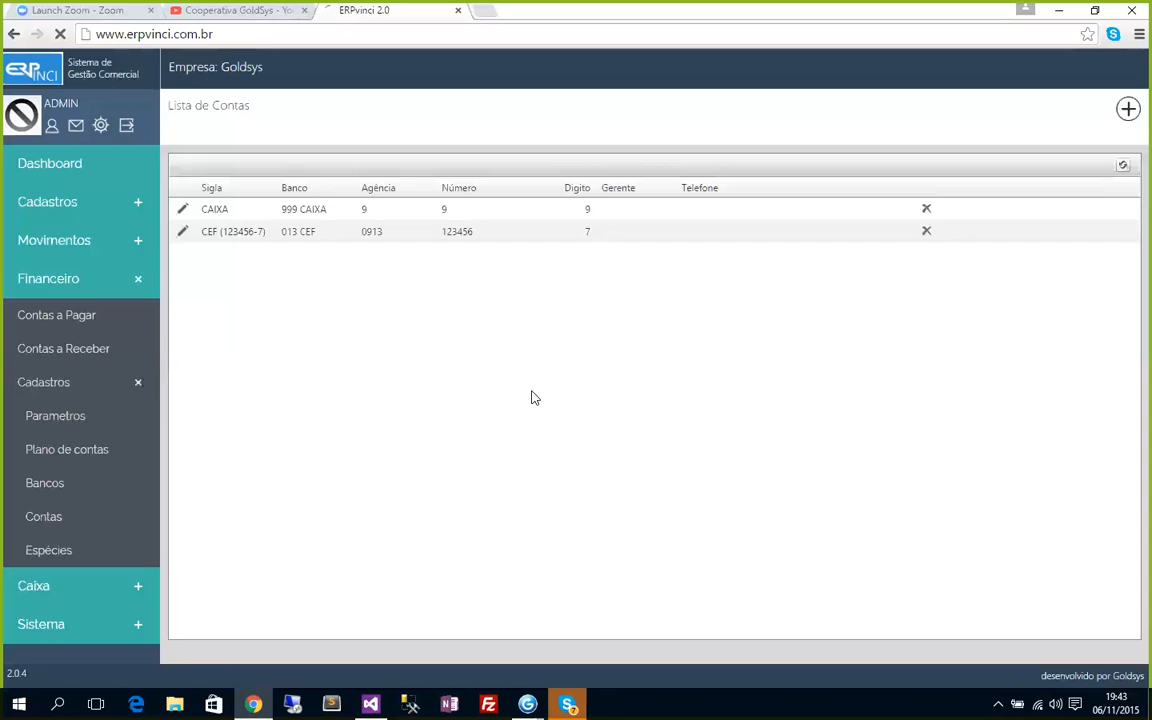 Launch Zoom - Zoom
Cooperativa GoldSys - Yo
ERPvinci 2.0
www.erpvinci.com.br
ERP INCI
Sistema de
Gestão Comercial
Empresa: Goldsys
ADMIN
Lista de Contas
Dashboard
Cadastros +
Movimentos +
Financeiro ×
Contas a Pagar
Contas a Receber
Cadastros ×
Parametros
Plano de contas
Bancos
Contas
Espécies
Caixa +
Sistema +
Sigla Banco Agência Número Digito Gerente Telefone
CAIXA 999 CAIXA 9 9 9
CEF (123456-7) 013 CEF 0913 123456 7
2.0.4
desenvolvido por Goldsys
19:43
06/11/2015